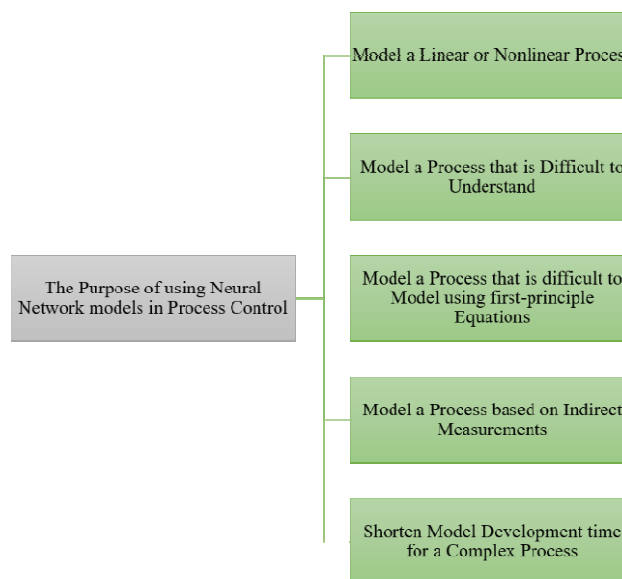 Model a Linear or Nonlinear Proces
Model a Process that is Difficult to
Understand
The Purpose of using Neural
Network models in Process Control
Model a Process that is difficult to
Model using first-principle
Equations
Model a Process based on Indirect
Measurements
Shorten Model Development time
for a Complex Process